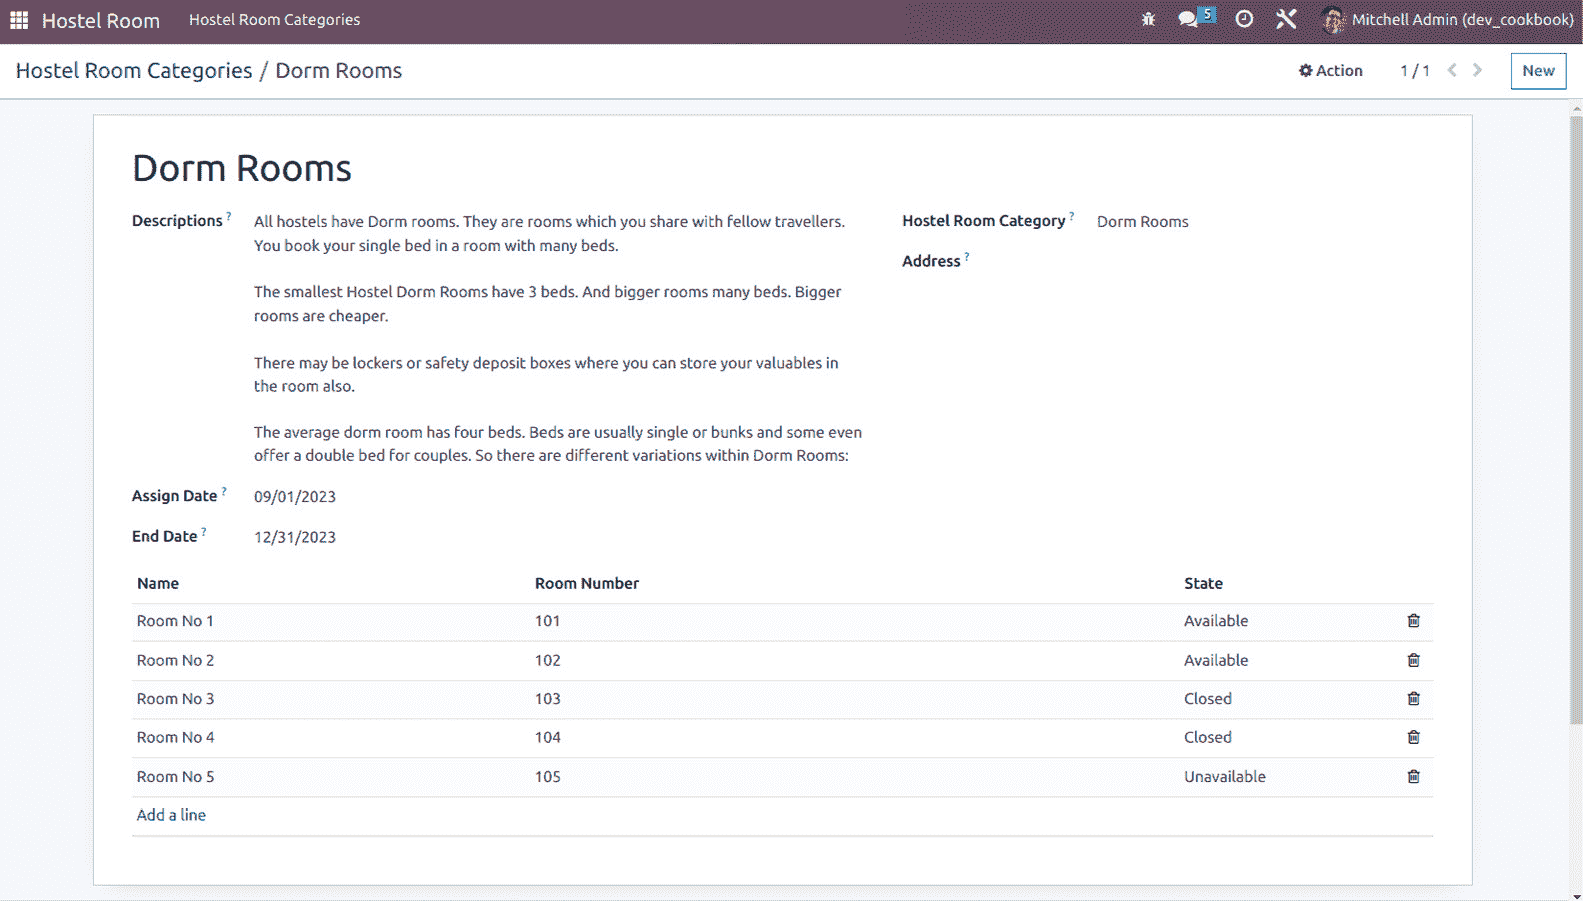 Hostel Room Hostel Room Categories 5 Mitchell Admin (dev_cookbook)
Hostel Room Categories / Dorm Rooms Action 1 / 1 New
Dorm Rooms
Descriptions ? All hostels have Dorm rooms. They are rooms which you share with fellow travellers. Hostel Room Category ? Dorm Rooms
You book your single bed in a room with many beds.
Address ?
The smallest Hostel Dorm Rooms have 3 beds. And bigger rooms many beds. Bigger
rooms are cheaper.
There may be lockers or safety deposit boxes where you can store your valuables in
the room also.
The average dorm room has four beds. Beds are usually single or bunks and some even
offer a double bed for couples. So there are different variations within Dorm Rooms:
Assign Date ? 09/01/2023
End Date ? 12/31/2023
Name Room Number State
Room No 1 101 Available
Room No 2 102 Available
Room No 3 103 Closed
Room No 4 104 Closed
Room No 5 105 Unavailable
Add a line